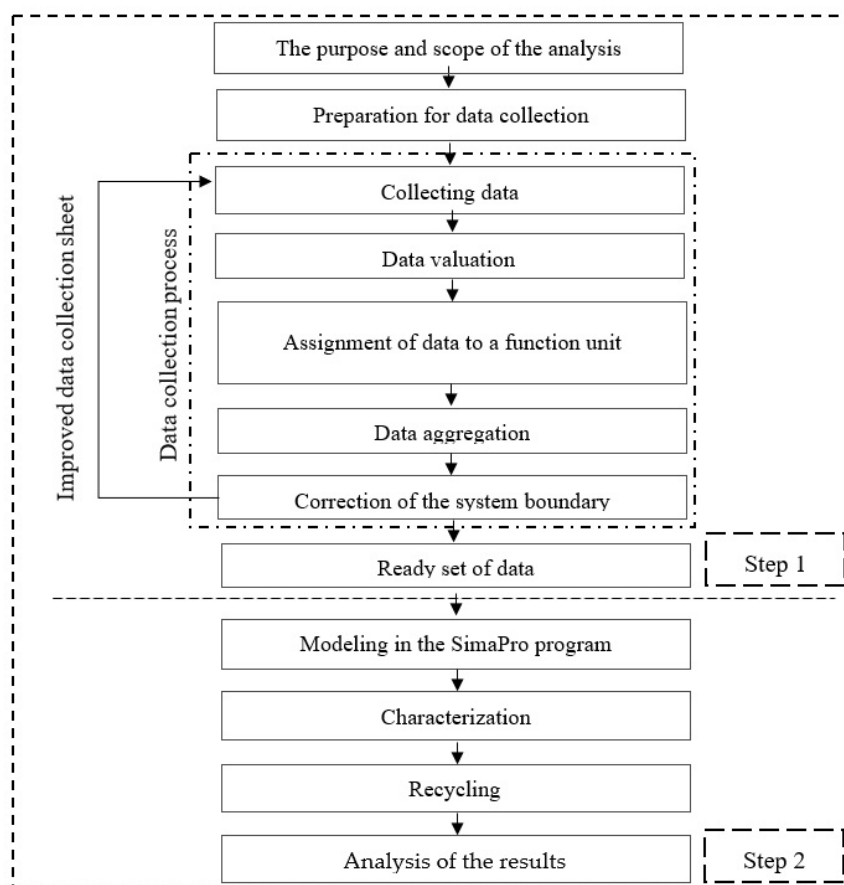 The purpose and scope of the analysis
Preparation for data collection
Improved data collection sheet
Data collection process
Collecting data
Data valuation
Assignment of data to a function unit
Data aggregation
Correction of the system boundary
Ready set of data
Step 1
Modeling in the SimaPro program
Characterization
Recycling
Analysis of the results
Step 2